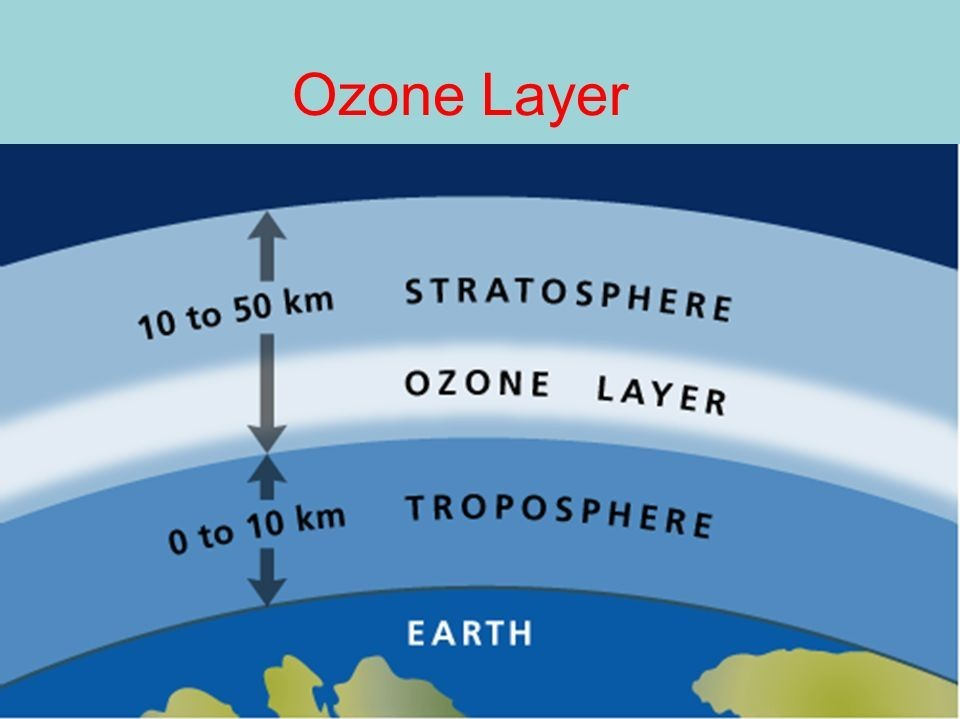 Ozone Layer
10 to 50 km
STRATOSPHERE
OZONE LAYER
0 to 10 km
TROPOSPHERE
EARTH